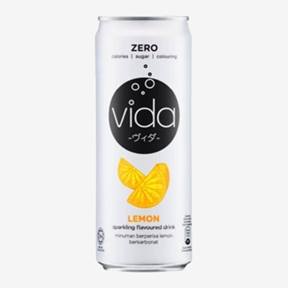 ZERO
calories | sugar | colouring
vida
-ヴィダ-
LEMON
sparkling flavoured drink
minuman berperisa lemon
berkarbonat